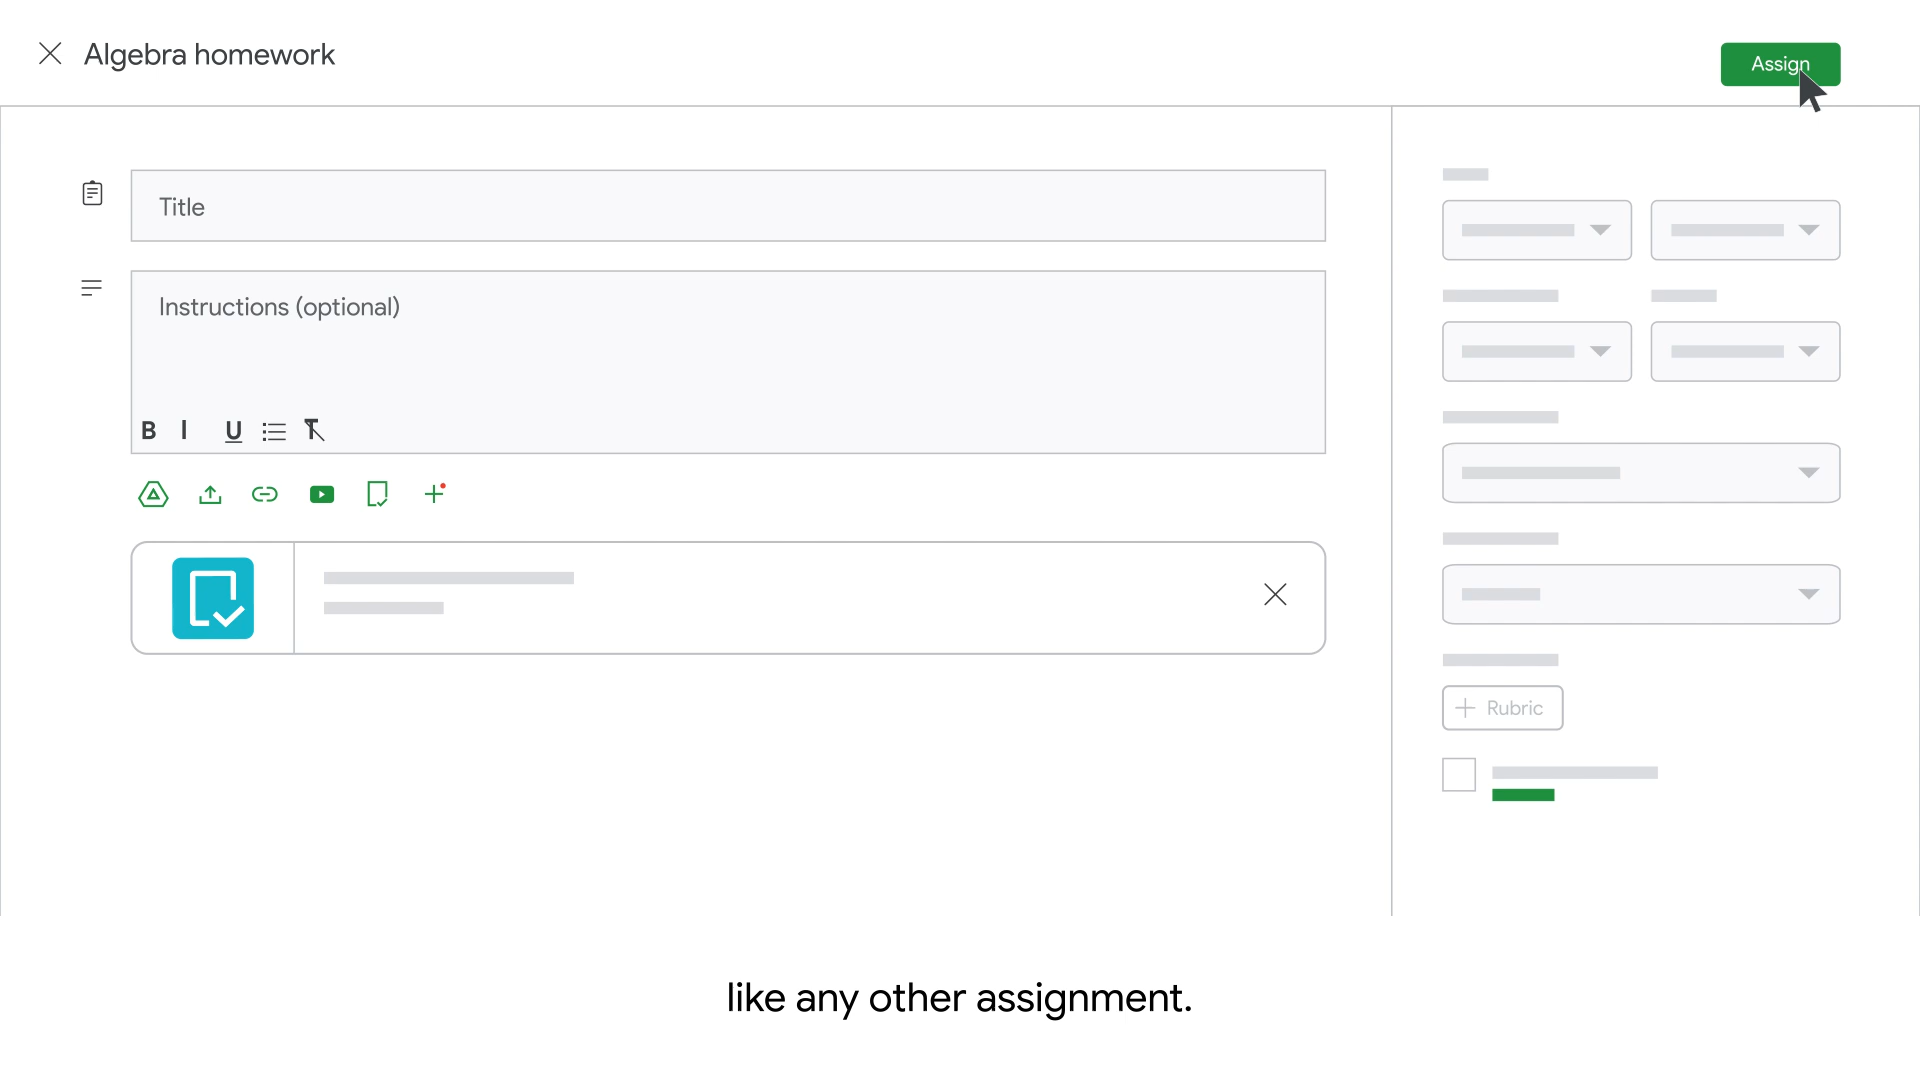 Algebra homework
Assign
Title
Instructions (optional)
B I U
Rubric
like any other assignment.